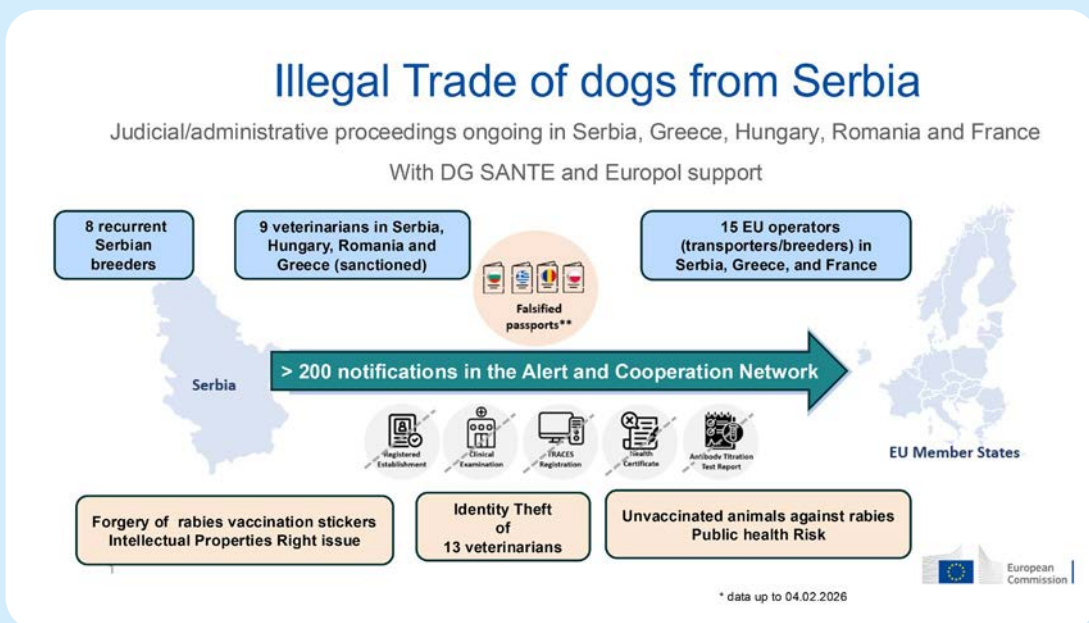 Illegal Trade of dogs from Serbia
Judicial/administrative proceedings ongoing in Serbia, Greece, Hungary, Romania and France
With DG SANTE and Europol support
8 recurrent
Serbian
breeders
9 veterinarians in Serbia,
Hungary, Romania and
Greece (sanctioned)
15 EU operators
(transporters/breeders) in
Serbia, Greece, and France
Falsified
passports**
Serbia
> 200 notifications in the Alert and Cooperation Network
EU Member States
Registered
Establishment
Clinical
Examination
TRACES
Registration
Health
Certificate
Antibody Titration
Test Report
Forgery of rabies vaccination stickers
Intellectual Properties Right issue
Identity Theft
of
13 veterinarians
Unvaccinated animals against rabies
Public health Risk
European
Commission
* data up to 04.02.2026